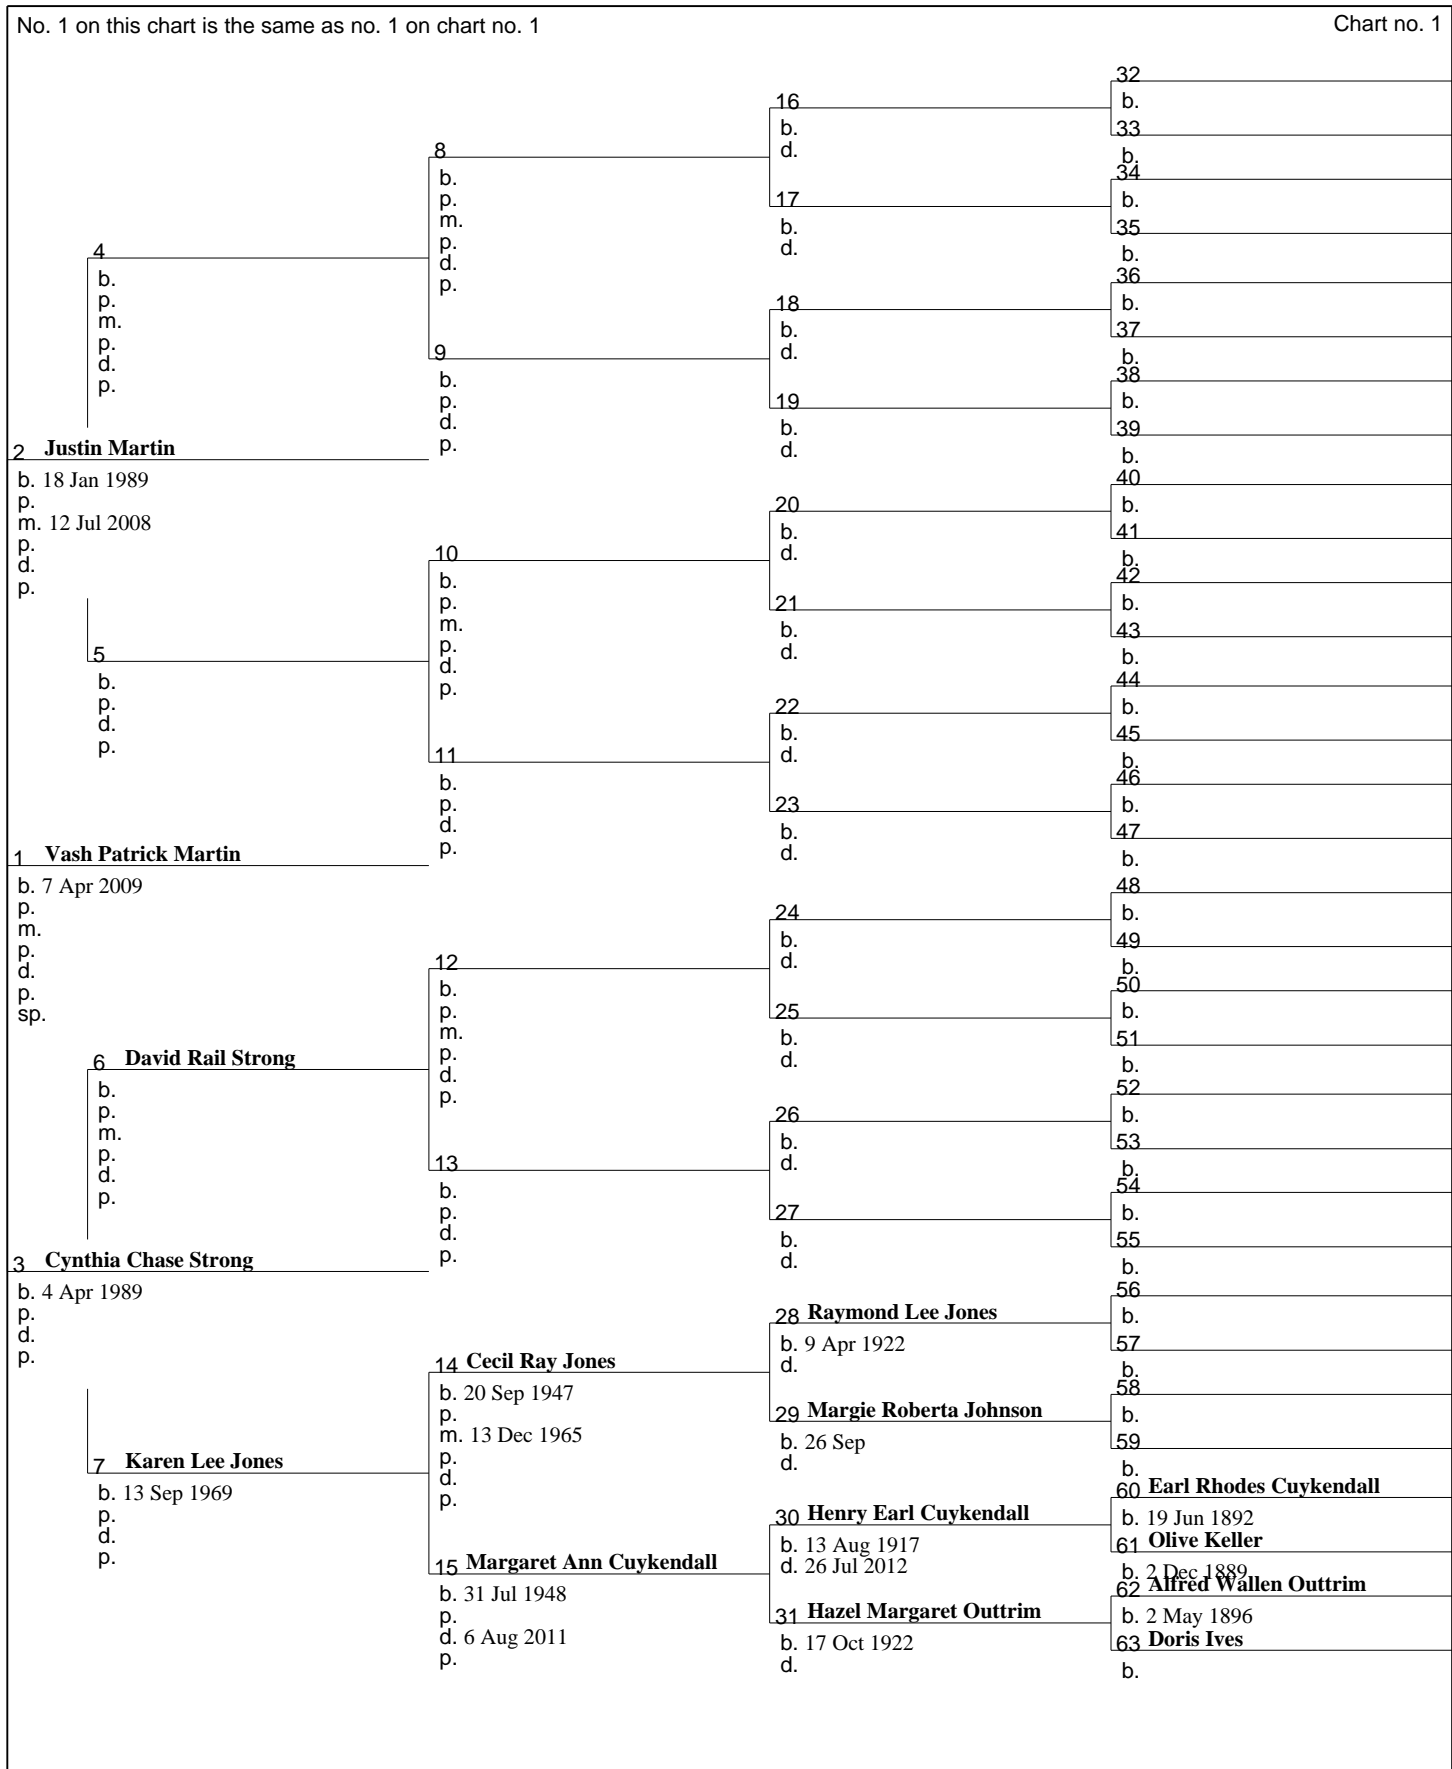 No. 1 on this chart is the same as no. 1 on chart no. 1
Chart no. 1
2 Justin Martin
b. 18 Jan 1989
p.
m. 12 Jul 2008
p.
d.
p.
1 Vash Patrick Martin
b. 7 Apr 2009
p.
m.
p.
d.
p.
sp.
3 Cynthia Chase Strong
b. 4 Apr 1989
p.
d.
p.
4
b.
p.
m.
p.
d.
p.
5
b.
p.
d.
p.
6 David Rail Strong
b.
p.
m.
p.
d.
p.
7 Karen Lee Jones
b. 13 Sep 1969
p.
d.
p.
8
b.
p.
m.
p.
d.
p.
9
b.
p.
d.
p.
10
b.
p.
m.
p.
d.
p.
11
b.
p.
d.
p.
12
b.
p.
m.
p.
d.
p.
13
b.
p.
d.
p.
14 Cecil Ray Jones
b. 20 Sep 1947
p.
m. 13 Dec 1965
p.
d.
p.
15 Margaret Ann Cuykendall
b. 31 Jul 1948
p.
d. 6 Aug 2011
p.
16
b.
d.
17
b.
d.
18
b.
d.
19
b.
d.
20
b.
d.
21
b.
d.
22
b.
d.
23
b.
d.
24
b.
d.
25
b.
d.
26
b.
d.
27
b.
d.
28 Raymond Lee Jones
b. 9 Apr 1922
d.
29 Margie Roberta Johnson
b. 26 Sep
d.
30 Henry Earl Cuykendall
b. 13 Aug 1917
d. 26 Jul 2012
31 Hazel Margaret Outtrim
b. 17 Oct 1922
d.
32
b.
33
b.
34
b.
35
b.
36
b.
37
b.
38
b.
39
b.
40
b.
41
b.
42
b.
43
b.
44
b.
45
b.
46
b.
47
b.
48
b.
49
b.
50
b.
51
b.
52
b.
53
b.
54
b.
55
b.
56
b.
57
b.
58
b.
59
b.
60 Earl Rhodes Cuykendall
b. 19 Jun 1892
61 Olive Keller
b. 2 Dec 1889
62 Alfred Wallen Outtrim
b. 2 May 1896
63 Doris Ives
b.